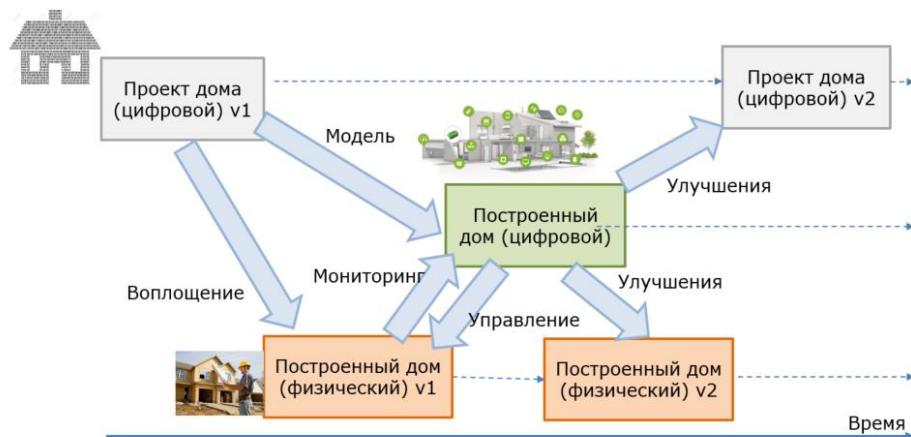 Проект дома
(цифровой) v1
Проект дома
(цифровой) v2
Модель
Улучшения
Построенный
дом (цифровой)
Мониторинг
Улучшения
Воплощение
Управление
Построенный дом
(физический) v1
Построенный дом
(физический) v2
Время